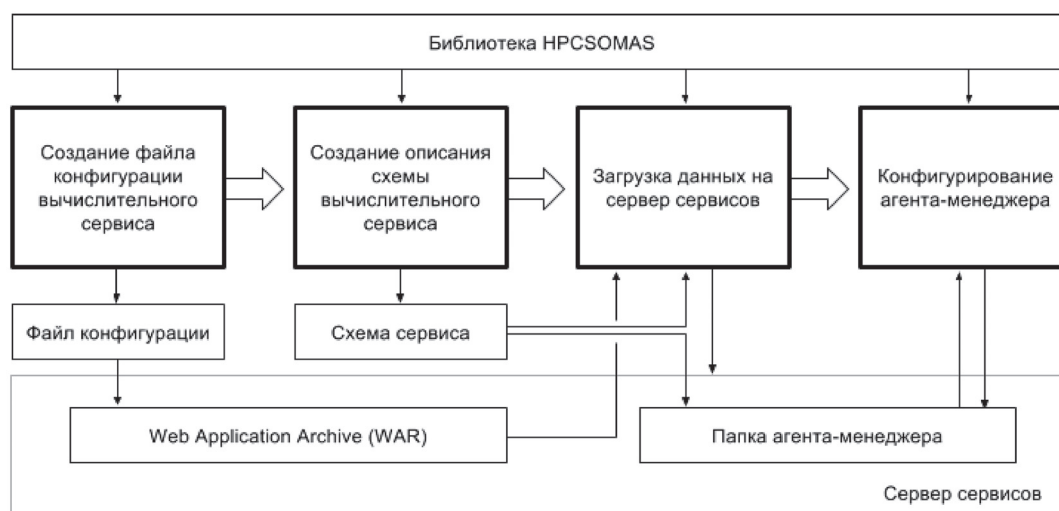 Библиотека HPCSOMAS
Создание файла
конфигурации
вычислительного
сервиса
Создание описания
схемы
вычислительного
сервиса
Загрузка данных на
сервер сервисов
Конфигурирование
агента-менеджера
Файл конфигурации
Схема сервиса
Web Application Archive (WAR)
Папка агента-менеджера
Сервер сервисов